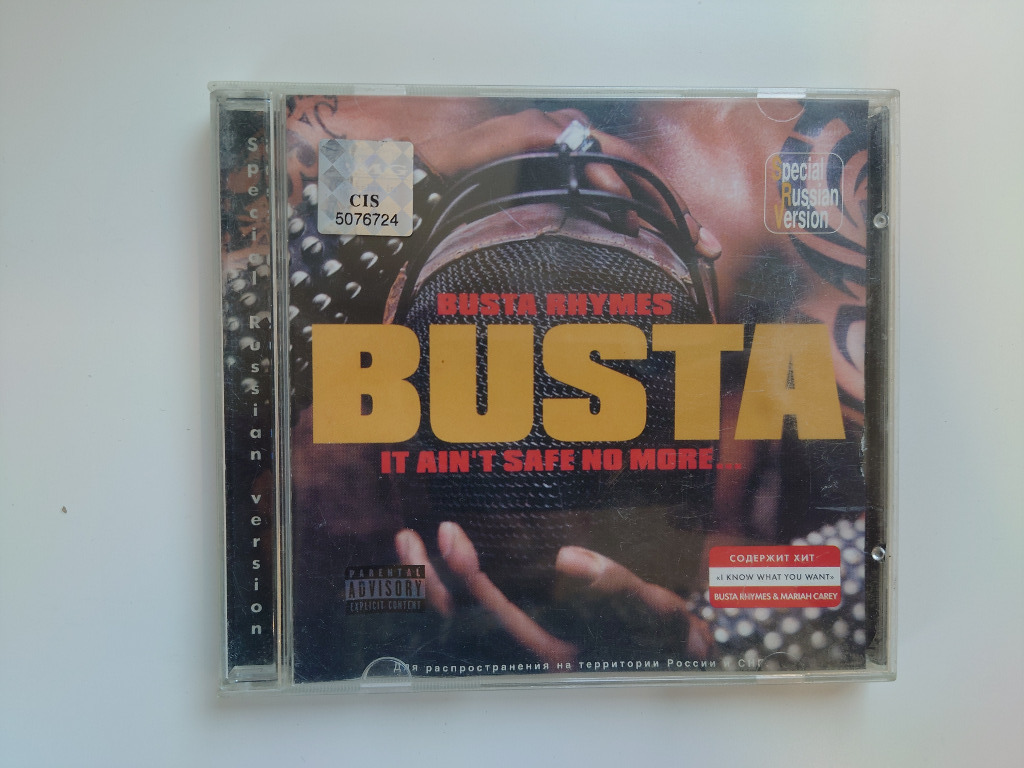 Special Russian version
CIS
5076724
Special
Russian
Version
BUSTA RHYMES
BUSTA
IT AIN'T SAFE NO MORE...
PARENTAL
ADVISORY
EXPLICIT CONTENT
СОДЕРЖИТ ХИТ
«I KNOW WHAT YOU WANT»
BUSTA RHYMES & MARIAH CAREY
Для распространения на территории России и СНГ